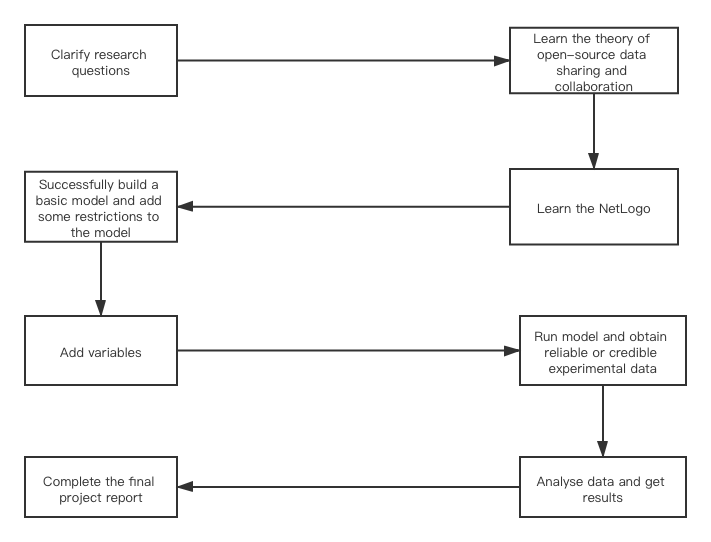 Clarify research
questions
Learn the theory of
open-source data
sharing and
collaboration
Learn the NetLogo
Successfully build a
basic model and add
some restrictions to
the model
Add variables
Run model and obtain
reliable or credible
experimental data
Analyse data and get
results
Complete the final
project report